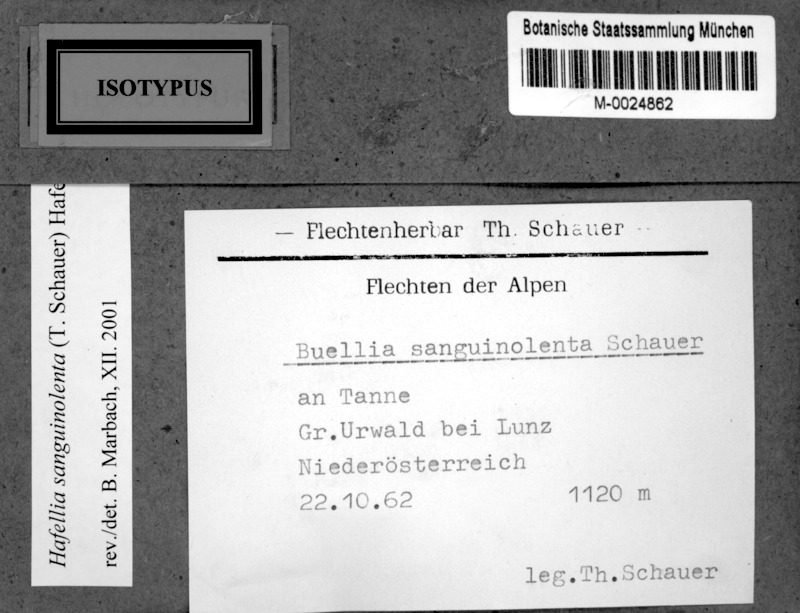 ISOTYPUS
Botanische Staatssammlung München
M-0024862
Hafellia sanguinolenta (T. Schauer)
rev./det. B. Marbach, XII. 2001
— Flechtenherbar Th. Schauer —
Flechten der Alpen
Buellia sanguinolenta Schauer
an Tanne
Gr.Urwald bei Lunz
Niederösterreich
22.10.62 1120 m
leg.Th.Schauer